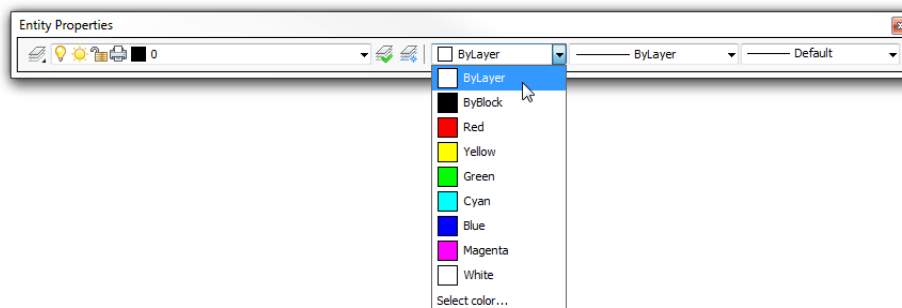 Entity Properties
0 ByLayer ByLayer Default
ByLayer
ByBlock
Red
Yellow
Green
Cyan
Blue
Magenta
White
Select color...